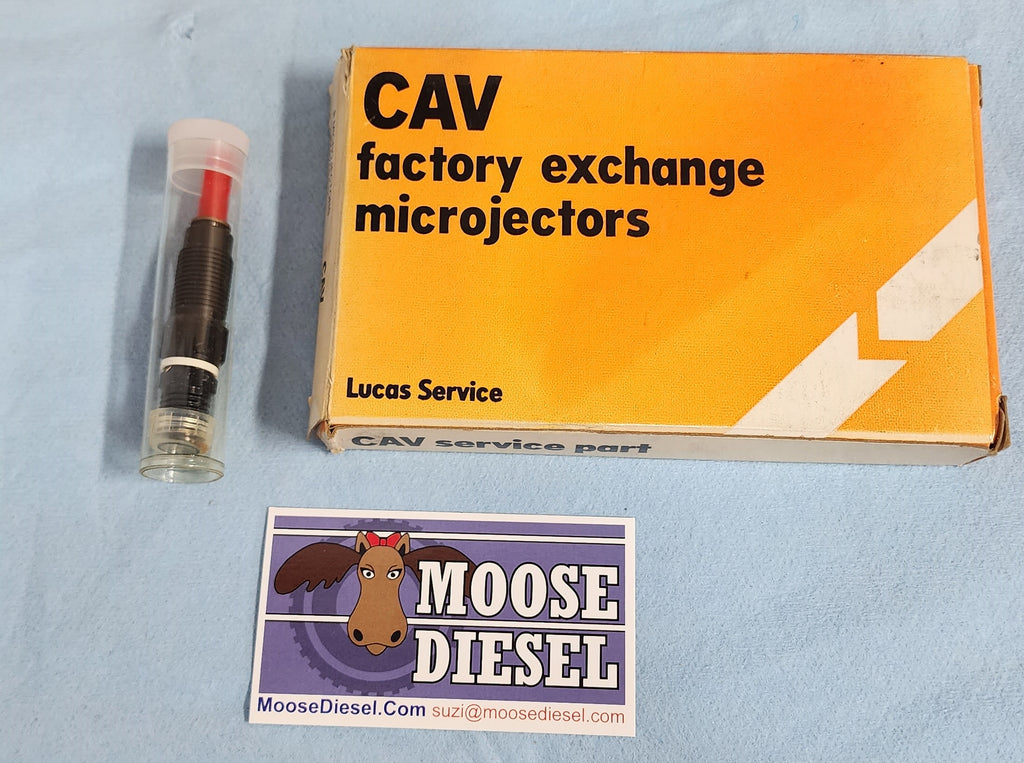 CAV
factory exchange
microjectors
Lucas Service
CAV service part
MOOSE
DIESEL
MooseDiesel.Com suzi@moosediesel.com